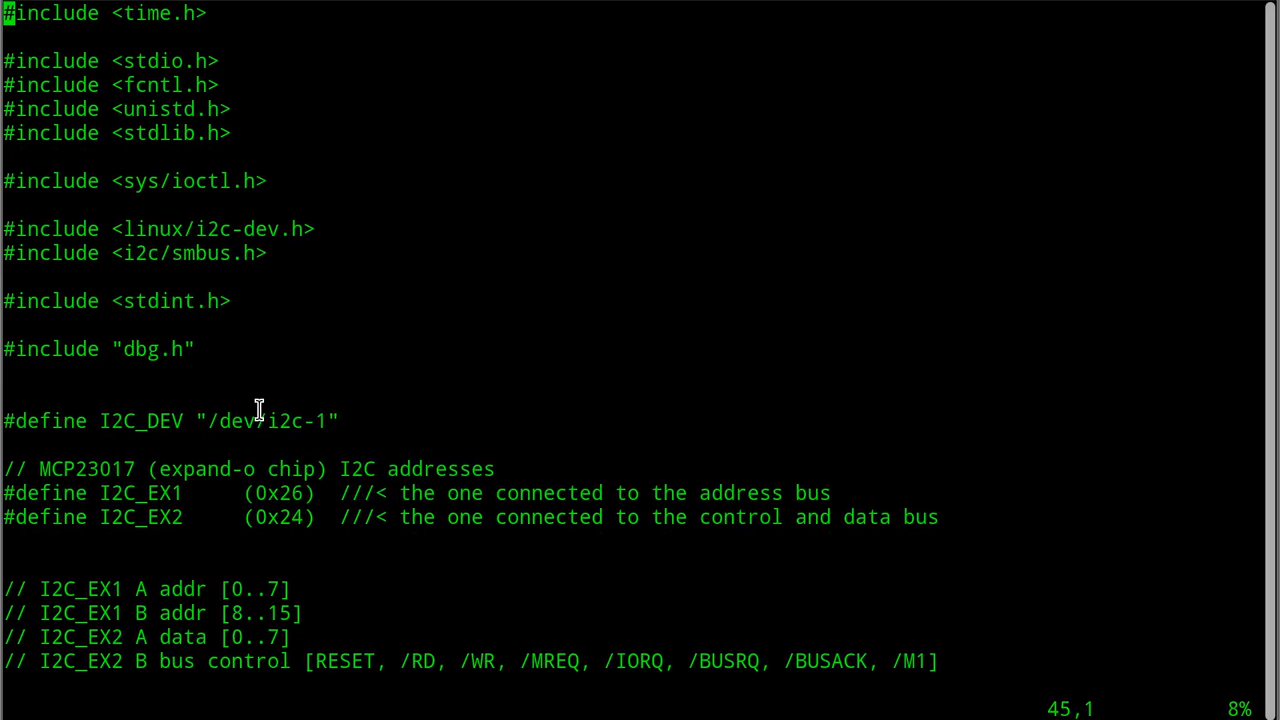 #include <time.h>
#include <stdio.h>
#include <fcntl.h>
#include <unistd.h>
#include <stdlib.h>
#include <sys/ioctl.h>
#include <linux/i2c-dev.h>
#include <i2c/smbus.h>
#include <stdint.h>
#include "dbg.h"
#define I2C_DEV "/dev/i2c-1"
// MCP23017 (expand-o chip) I2C addresses
#define I2C_EX1     (0x26)  ///< the one connected to the address bus
#define I2C_EX2     (0x24)  ///< the one connected to the control and data bus
// I2C_EX1 A addr [0..7]
// I2C_EX1 B addr [8..15]
// I2C_EX2 A data [0..7]
// I2C_EX2 B bus control [RESET, /RD, /WR, /MREQ, /IORQ, /BUSRQ, /BUSACK, /M1]
45,1 8%